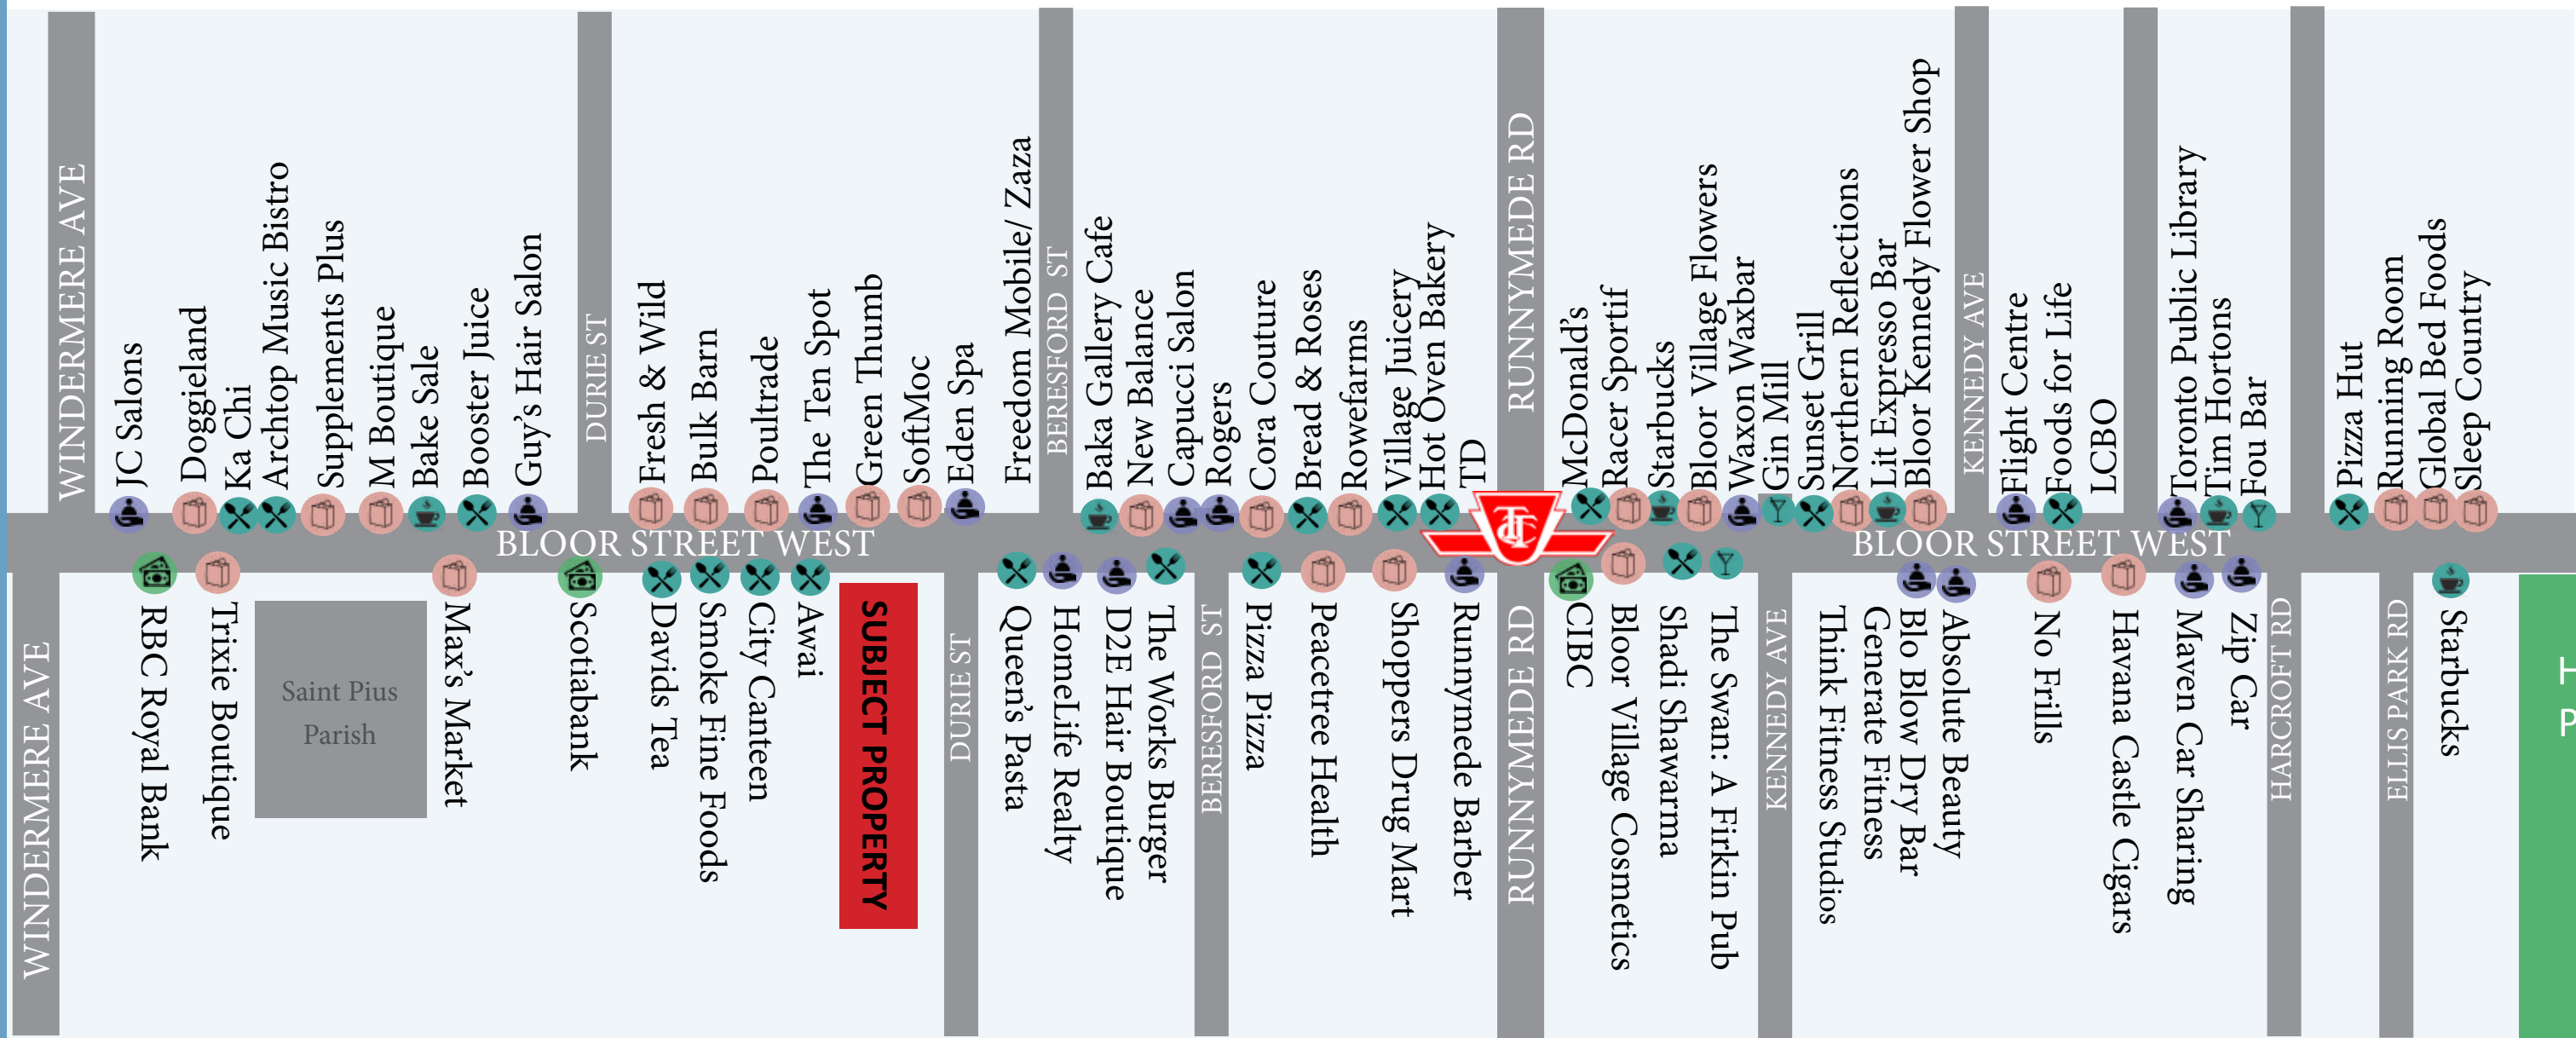 WINDERMERE AVE
JC Salons
Doggieland
Ka Chi
Archtop Music Bistro
Supplements Plus
M Boutique
Bake Sale
Booster Juice
Guy's Hair Salon
DURIE ST
Fresh & Wild
Bulk Barn
Poultrade
The Ten Spot
Green Thumb
SoftMoc
Eden Spa
Freedom Mobile/ Zaza
BERESFORD ST
Baka Gallery Cafe
New Balance
Capucci Salon
Rogers
Cora Couture
Bread & Roses
Rowefarms
Village Juicery
Hot Oven Bakery
TD
RUNNYMEDE RD
McDonald's
Racer Sportif
Starbucks
Bloor Village Flowers
Waxon Waxbar
Gin Mill
Sunset Grill
Northern Reflections
Lit Expresso Bar
Bloor Kennedy Flower Shop
KENNEDY AVE
Flight Centre
Foods for Life
LCBO
Toronto Public Library
Tim Hortons
Fou Bar
Pizza Hut
Running Room
Global Bed Foods
Sleep Country
BLOOR STREET WEST
TTC
BLOOR STREET WEST
WINDERMERE AVE
RBC Royal Bank
Trixie Boutique
Saint Pius
Parish
Max's Market
Scotiabank
Davids Tea
Smoke Fine Foods
City Canteen
Awai
SUBJECT PROPERTY
DURIE ST
Queen's Pasta
HomeLife Realty
D2E Hair Boutique
The Works Burger
BERESFORD ST
Pizza Pizza
Peacetree Health
Shoppers Drug Mart
Runnymede Barber
RUNNYMEDE RD
CIBC
Bloor Village Cosmetics
Shadi Shawarma
The Swan: A Firkin Pub
KENNEDY AVE
Think Fitness Studios
Generate Fitness
Blo Blow Dry Bar
Absolute Beauty
No Frills
Havana Castle Cigars
Maven Car Sharing
Zip Car
HARCROFT RD
ELLIS PARK RD
Starbucks